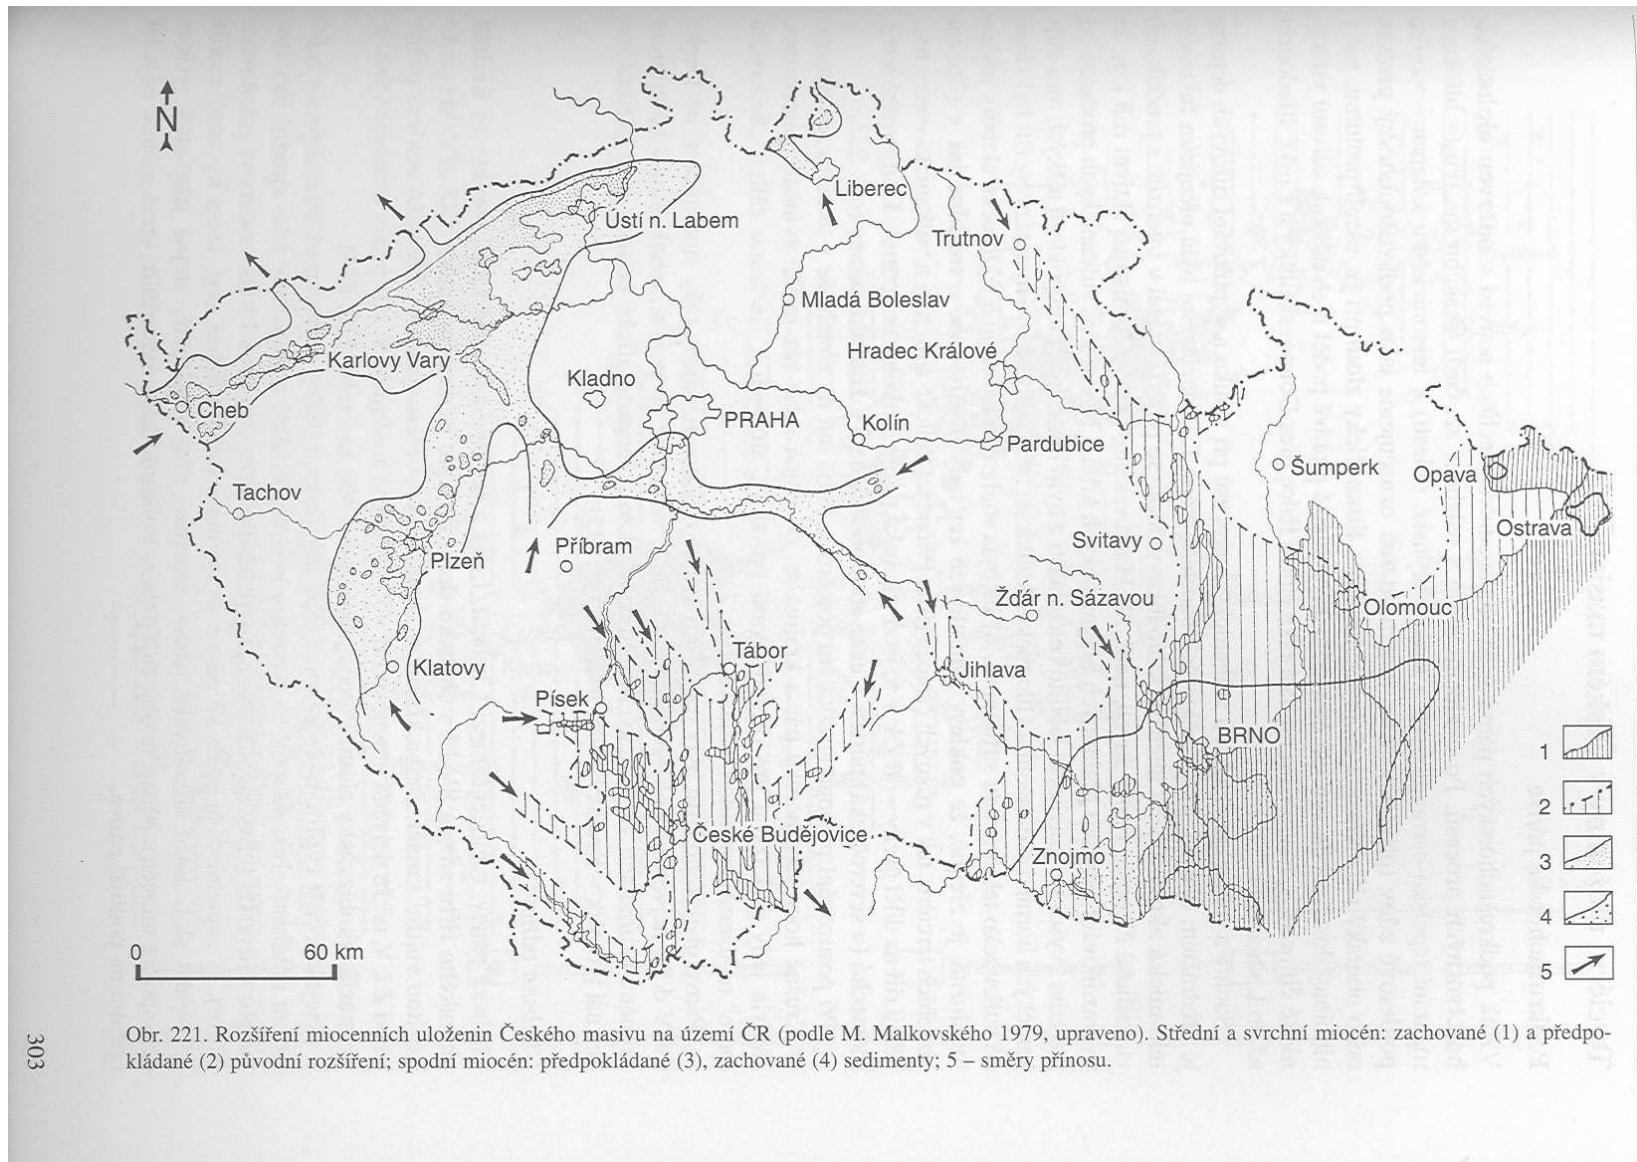 N
Liberec
Ústí n. Labem
Trutnov
Mladá Boleslav
Karlovy Vary
Hradec Králové
Kladno
Cheb
PRAHA
Kolín
Pardubice
Šumperk
Opava
Tachov
Ostrava
Svitavy
Příbram
Plzeň
Žďár n. Sázavou
Olomouc
Tábor
Klatovy
Jihlava
Písek
BRNO
1
2
České Budějovice
Znojmo
3
4
0 60 km
5
Obr. 221. Rozšíření miocenních uloženin Českého masivu na území ČR (podle M. Malkovského 1979, upraveno). Střední a svrchní miocén: zachované (1) a předpo-
kládané (2) původní rozšíření; spodní miocén: předpokládané (3), zachované (4) sedimenty; 5 – směry přínosu.
303